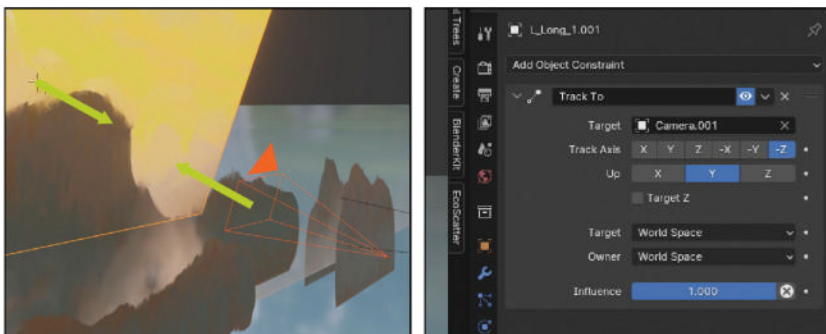 l Trees
Create
BlenderKit
EcoScatter
L_Long_1.001
Add Object Constraint
Track To
Target Camera.001
Track Axis X Y Z -X -Y -Z
Up X Y Z
Target Z
Target World Space
Owner World Space
Influence 1.000